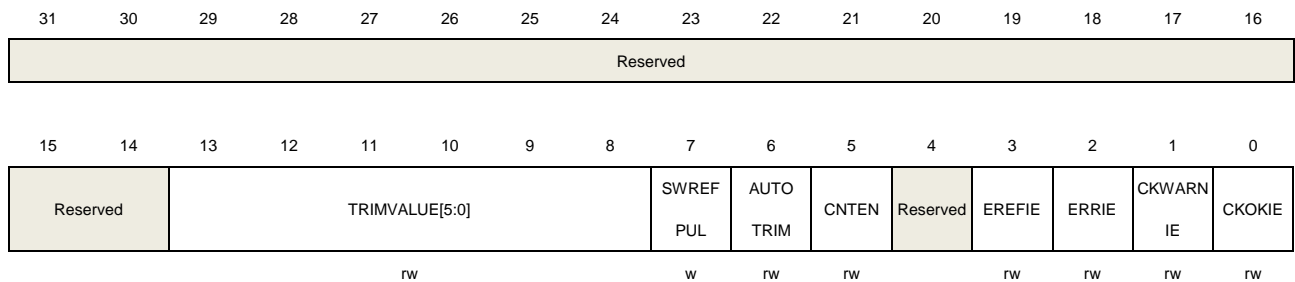 31 30 29 28 27 26 25 24 23 22 21 20 19 18 17 16
Reserved
15 14 13 12 11 10 9 8 7 6 5 4 3 2 1 0
Reserved TRIMVALUE[5:0] SWREF PUL AUTO TRIM CNTEN Reserved EREFIE ERRIE CKWARN IE CKOKIE
rw w rw rw rw rw rw rw